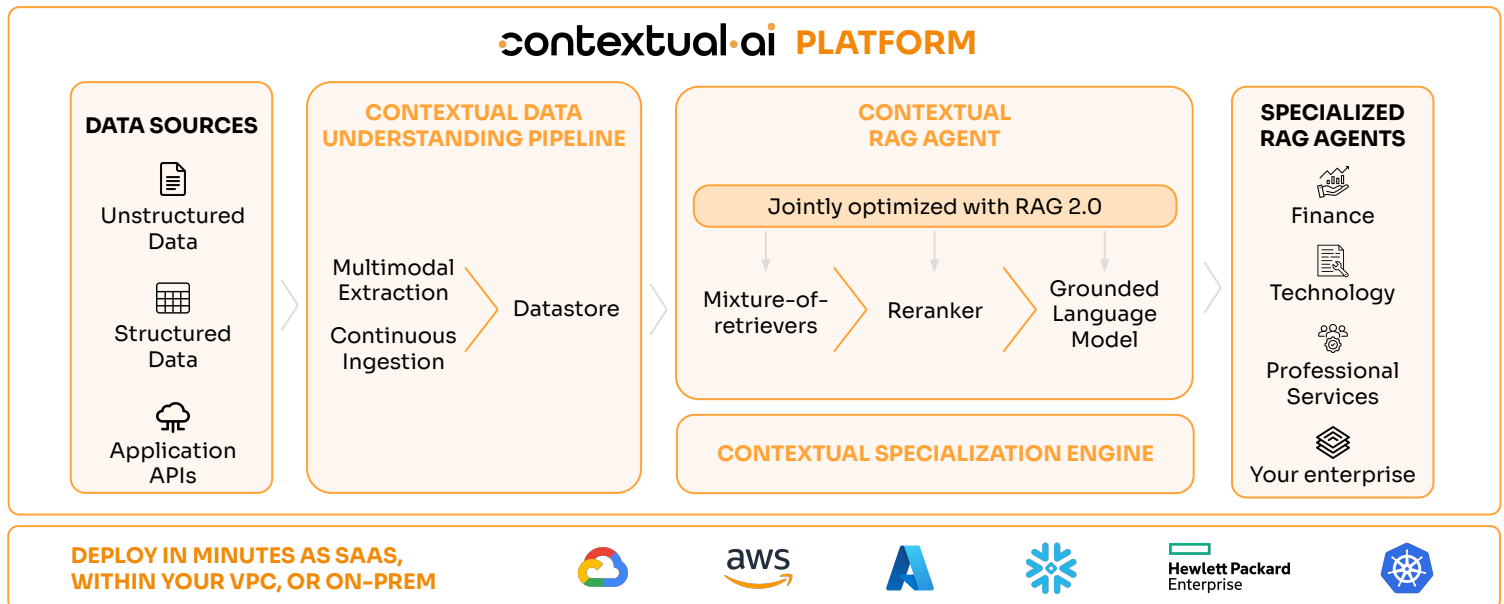 contextual·ai PLATFORM
DATA SOURCES
Unstructured
Data
Structured
Data
Application
APIs
CONTEXTUAL DATA
UNDERSTANDING PIPELINE
Multimodal
Extraction
Continuous
Ingestion
Datastore
CONTEXTUAL
RAG AGENT
Jointly optimized with RAG 2.0
Mixture-of-
retrievers
Reranker
Grounded
Language
Model
CONTEXTUAL SPECIALIZATION ENGINE
SPECIALIZED
RAG AGENTS
Finance
Technology
Professional
Services
Your enterprise
DEPLOY IN MINUTES AS SAAS,
WITHIN YOUR VPC, OR ON-PREM
aws
Hewlett Packard
Enterprise